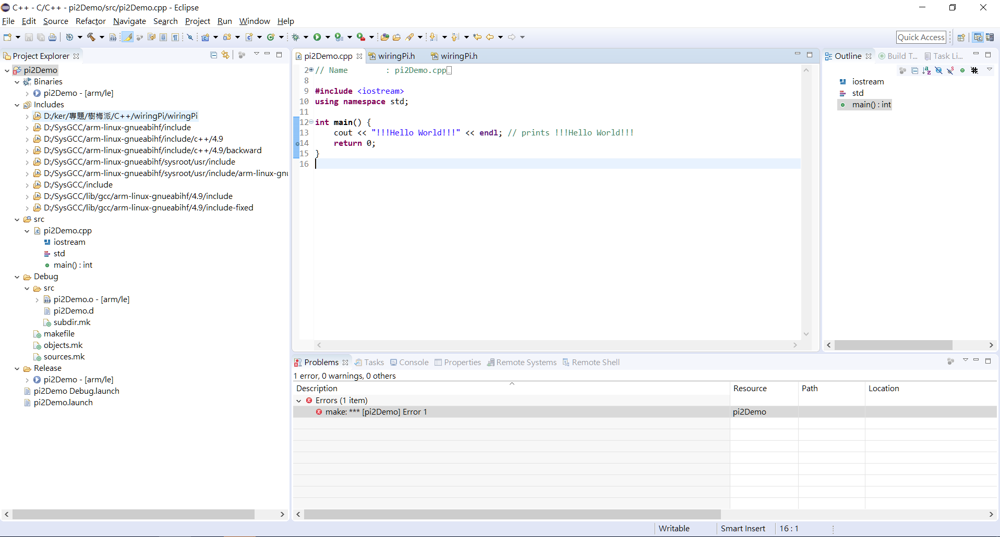 C++ - C/C++ - pi2Demo/src/pi2Demo.cpp - Eclipse
File Edit Source Refactor Navigate Search Project Run Window Help
Quick Access
Project Explorer
pi2Demo
Binaries
pi2Demo - [arm/le]
Includes
D:/ker/專題/樹梅派/C++/wiringPi/wiringPi
D:/SysGCC/arm-linux-gnueabihf/include
D:/SysGCC/arm-linux-gnueabihf/include/c++/4.9
D:/SysGCC/arm-linux-gnueabihf/include/c++/4.9/backward
D:/SysGCC/arm-linux-gnueabihf/sysroot/usr/include
D:/SysGCC/arm-linux-gnueabihf/sysroot/usr/include/arm-linux-gnu
D:/SysGCC/include
D:/SysGCC/lib/gcc/arm-linux-gnueabihf/4.9/include
D:/SysGCC/lib/gcc/arm-linux-gnueabihf/4.9/include-fixed
src
pi2Demo.cpp
iostream
std
main() : int
Debug
src
pi2Demo.o - [arm/le]
pi2Demo.d
subdir.mk
makefile
objects.mk
sources.mk
Release
pi2Demo - [arm/le]
pi2Demo Debug.launch
pi2Demo.launch
pi2Demo.cpp wiringPi.h wiringPi.h
2 // Name : pi2Demo.cpp
8
9 #include <iostream>
10 using namespace std;
11
12 int main() {
13 cout << "!!!Hello World!!!" << endl; // prints !!!Hello World!!!
14 return 0;
15 }
16
Outline Build T... Task Li...
iostream
std
main() : int
Problems Tasks Console Properties Remote Systems Remote Shell
1 error, 0 warnings, 0 others
Description Resource Path Location
Errors (1 item)
make: *** [pi2Demo] Error 1 pi2Demo
Writable Smart Insert 16 : 1